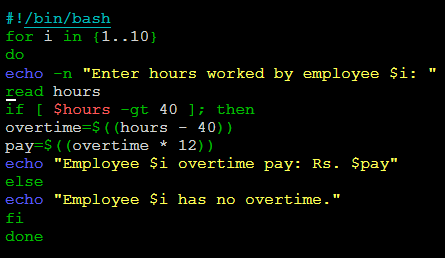 #!/bin/bash
for i in {1..10}
do
echo -n "Enter hours worked by employee $i: "
read hours
if [ $hours -gt 40 ]; then
overtime=$((hours - 40))
pay=$((overtime * 12))
echo "Employee $i overtime pay: Rs. $pay"
else
echo "Employee $i has no overtime."
fi
done